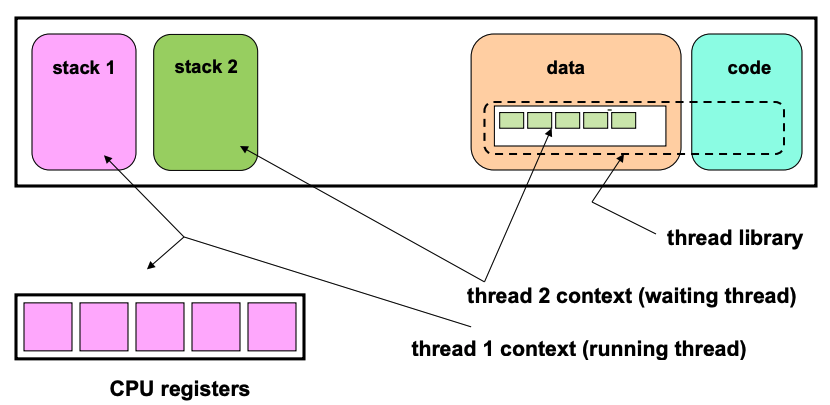 stack 1
stack 2
data
code
thread library
thread 2 context (waiting thread)
thread 1 context (running thread)
CPU registers